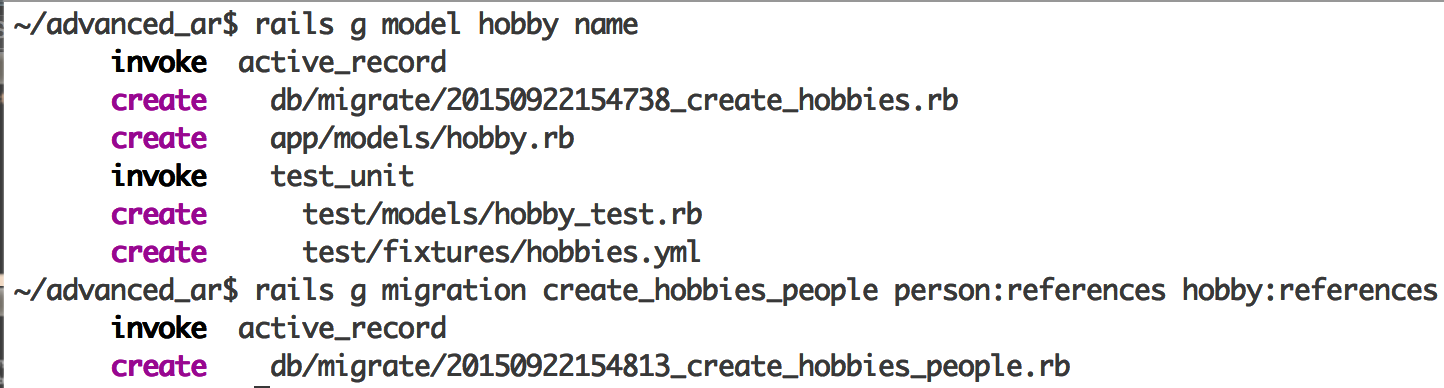 ~/advanced_ar$ rails g model hobby name
invoke active_record
create db/migrate/20150922154738_create_hobbies.rb
create app/models/hobby.rb
invoke test_unit
create test/models/hobby_test.rb
create test/fixtures/hobbies.yml
~/advanced_ar$ rails g migration create_hobbies_people person:references hobby:references
invoke active_record
create db/migrate/20150922154813_create_hobbies_people.rb